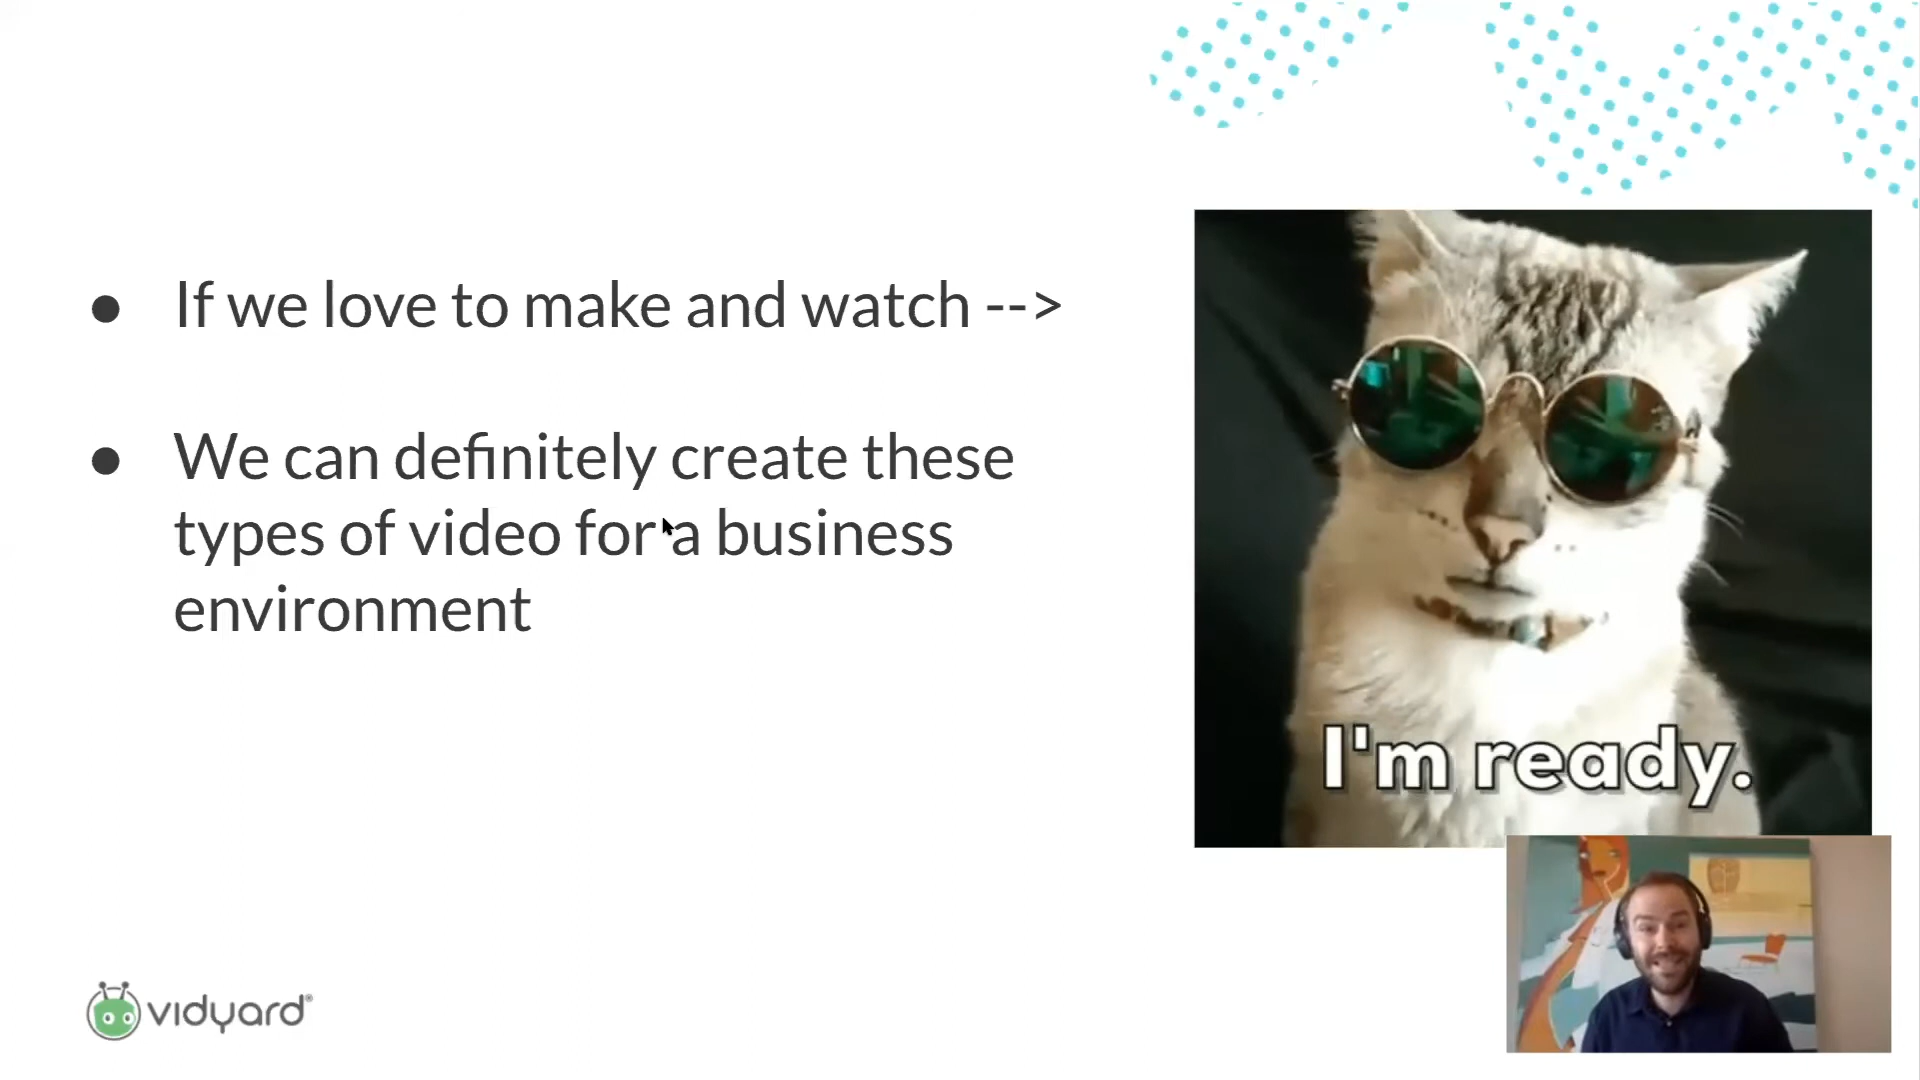 If we love to make and watch -->
We can definitely create these
types of video for a business
environment
I'm ready.
vidyard®